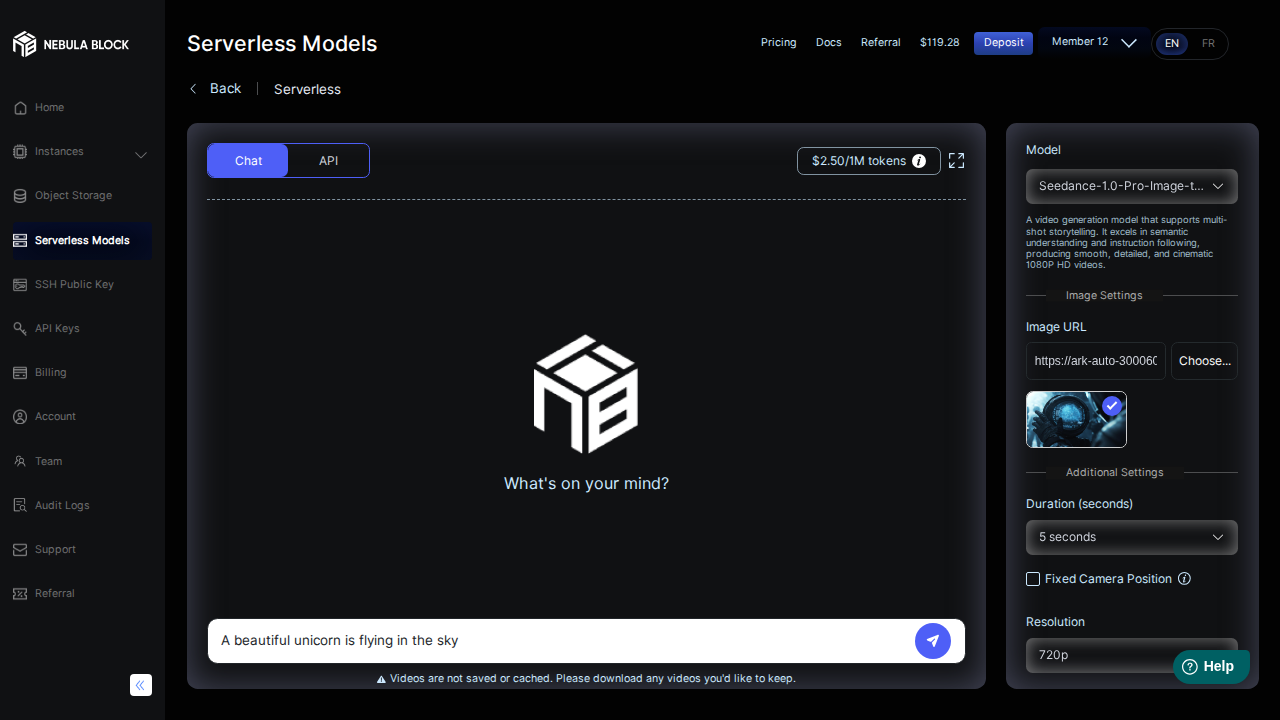 NEBULA BLOCK
Serverless Models
Pricing
Docs
Referral
$119.28
Deposit
Member 12
EN
FR
Back
Serverless
Home
Instances
Object Storage
Serverless Models
SSH Public Key
API Keys
Billing
Account
Team
Audit Logs
Support
Referral
Chat
API
$2.50/1M tokens
What's on your mind?
A beautiful unicorn is flying in the sky
Videos are not saved or cached. Please download any videos you'd like to keep.
Model
Seedance-1.0-Pro-Image-t...
A video generation model that supports multi-
shot storytelling. It excels in semantic
understanding and instruction following,
producing smooth, detailed, and cinematic
1080P HD videos.
Image Settings
Image URL
https://ark-auto-300060
Choose...
Additional Settings
Duration (seconds)
5 seconds
Fixed Camera Position
Resolution
720p
Help